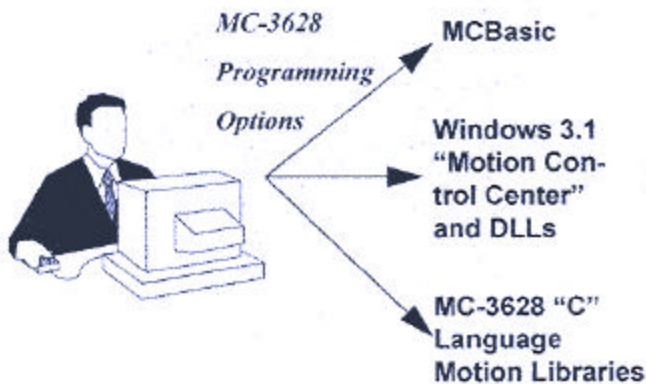 MC-3628
Programming
Options
MCBasic
Windows 3.1
“Motion Con-
trol Center”
and DLLs
MC-3628 “C”
Language
Motion Libraries